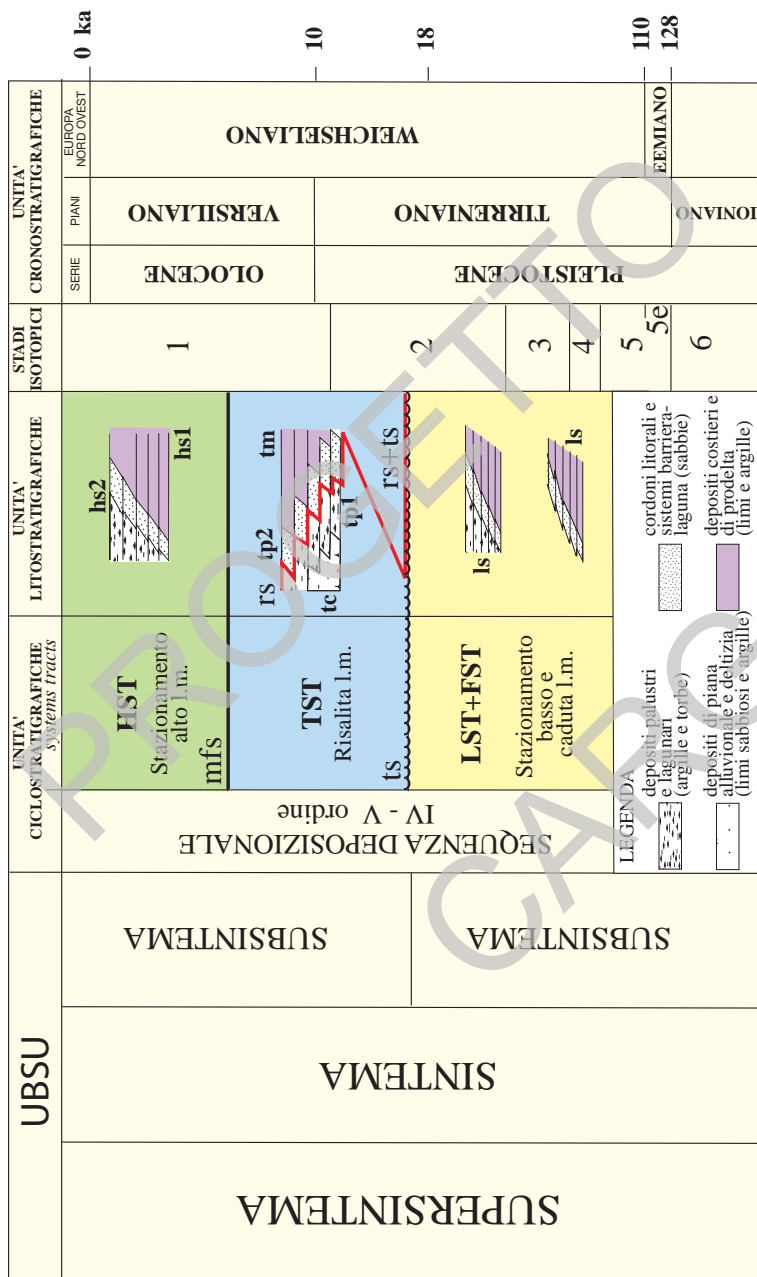 UBSU
UNITA'
CICLOSTRATIGRAFICHE
systems tracts
UNITA'
LITOSTRATIGRAFICHE
STADI
ISOTOPICI
UNITA'
CRONOSTRATIGRAFICHE
SERIE
PIANI
EUROPA
NORD OVEST
SUPERSINTEMA
SINTEMA
SUBSINTEMA
SUBSINTEMA
SEQUENZA DEPOSIZIONALE
IV - V ordine
HST
Stazionamento
alto l.m.
mfs
TST
Risalita l.m.
ts
LST+FST
Stazionamento
basso e
caduta l.m.
hs2
hs1
rs
tp2
tm
tc
tp1
rs+ts
ls
ls
1
2
3
4
5
5e
6
OLOCENE
PLEISTOCENE
VERSILIANO
TIRRENIANO
IONIANO
WEICHSELIANO
EEMIANO
0 ka
10
18
110
128
LEGENDA
depositi palustri
e lagunari
(argille e torbe)
depositi di piana
alluvionale e deltizia
(limi sabbiosi e argille)
cordoni litorali e
sistemi barriera-
laguna (sabbie)
depositi costieri e
di prodelta
(limi e argille)
PROGETTO
CARG